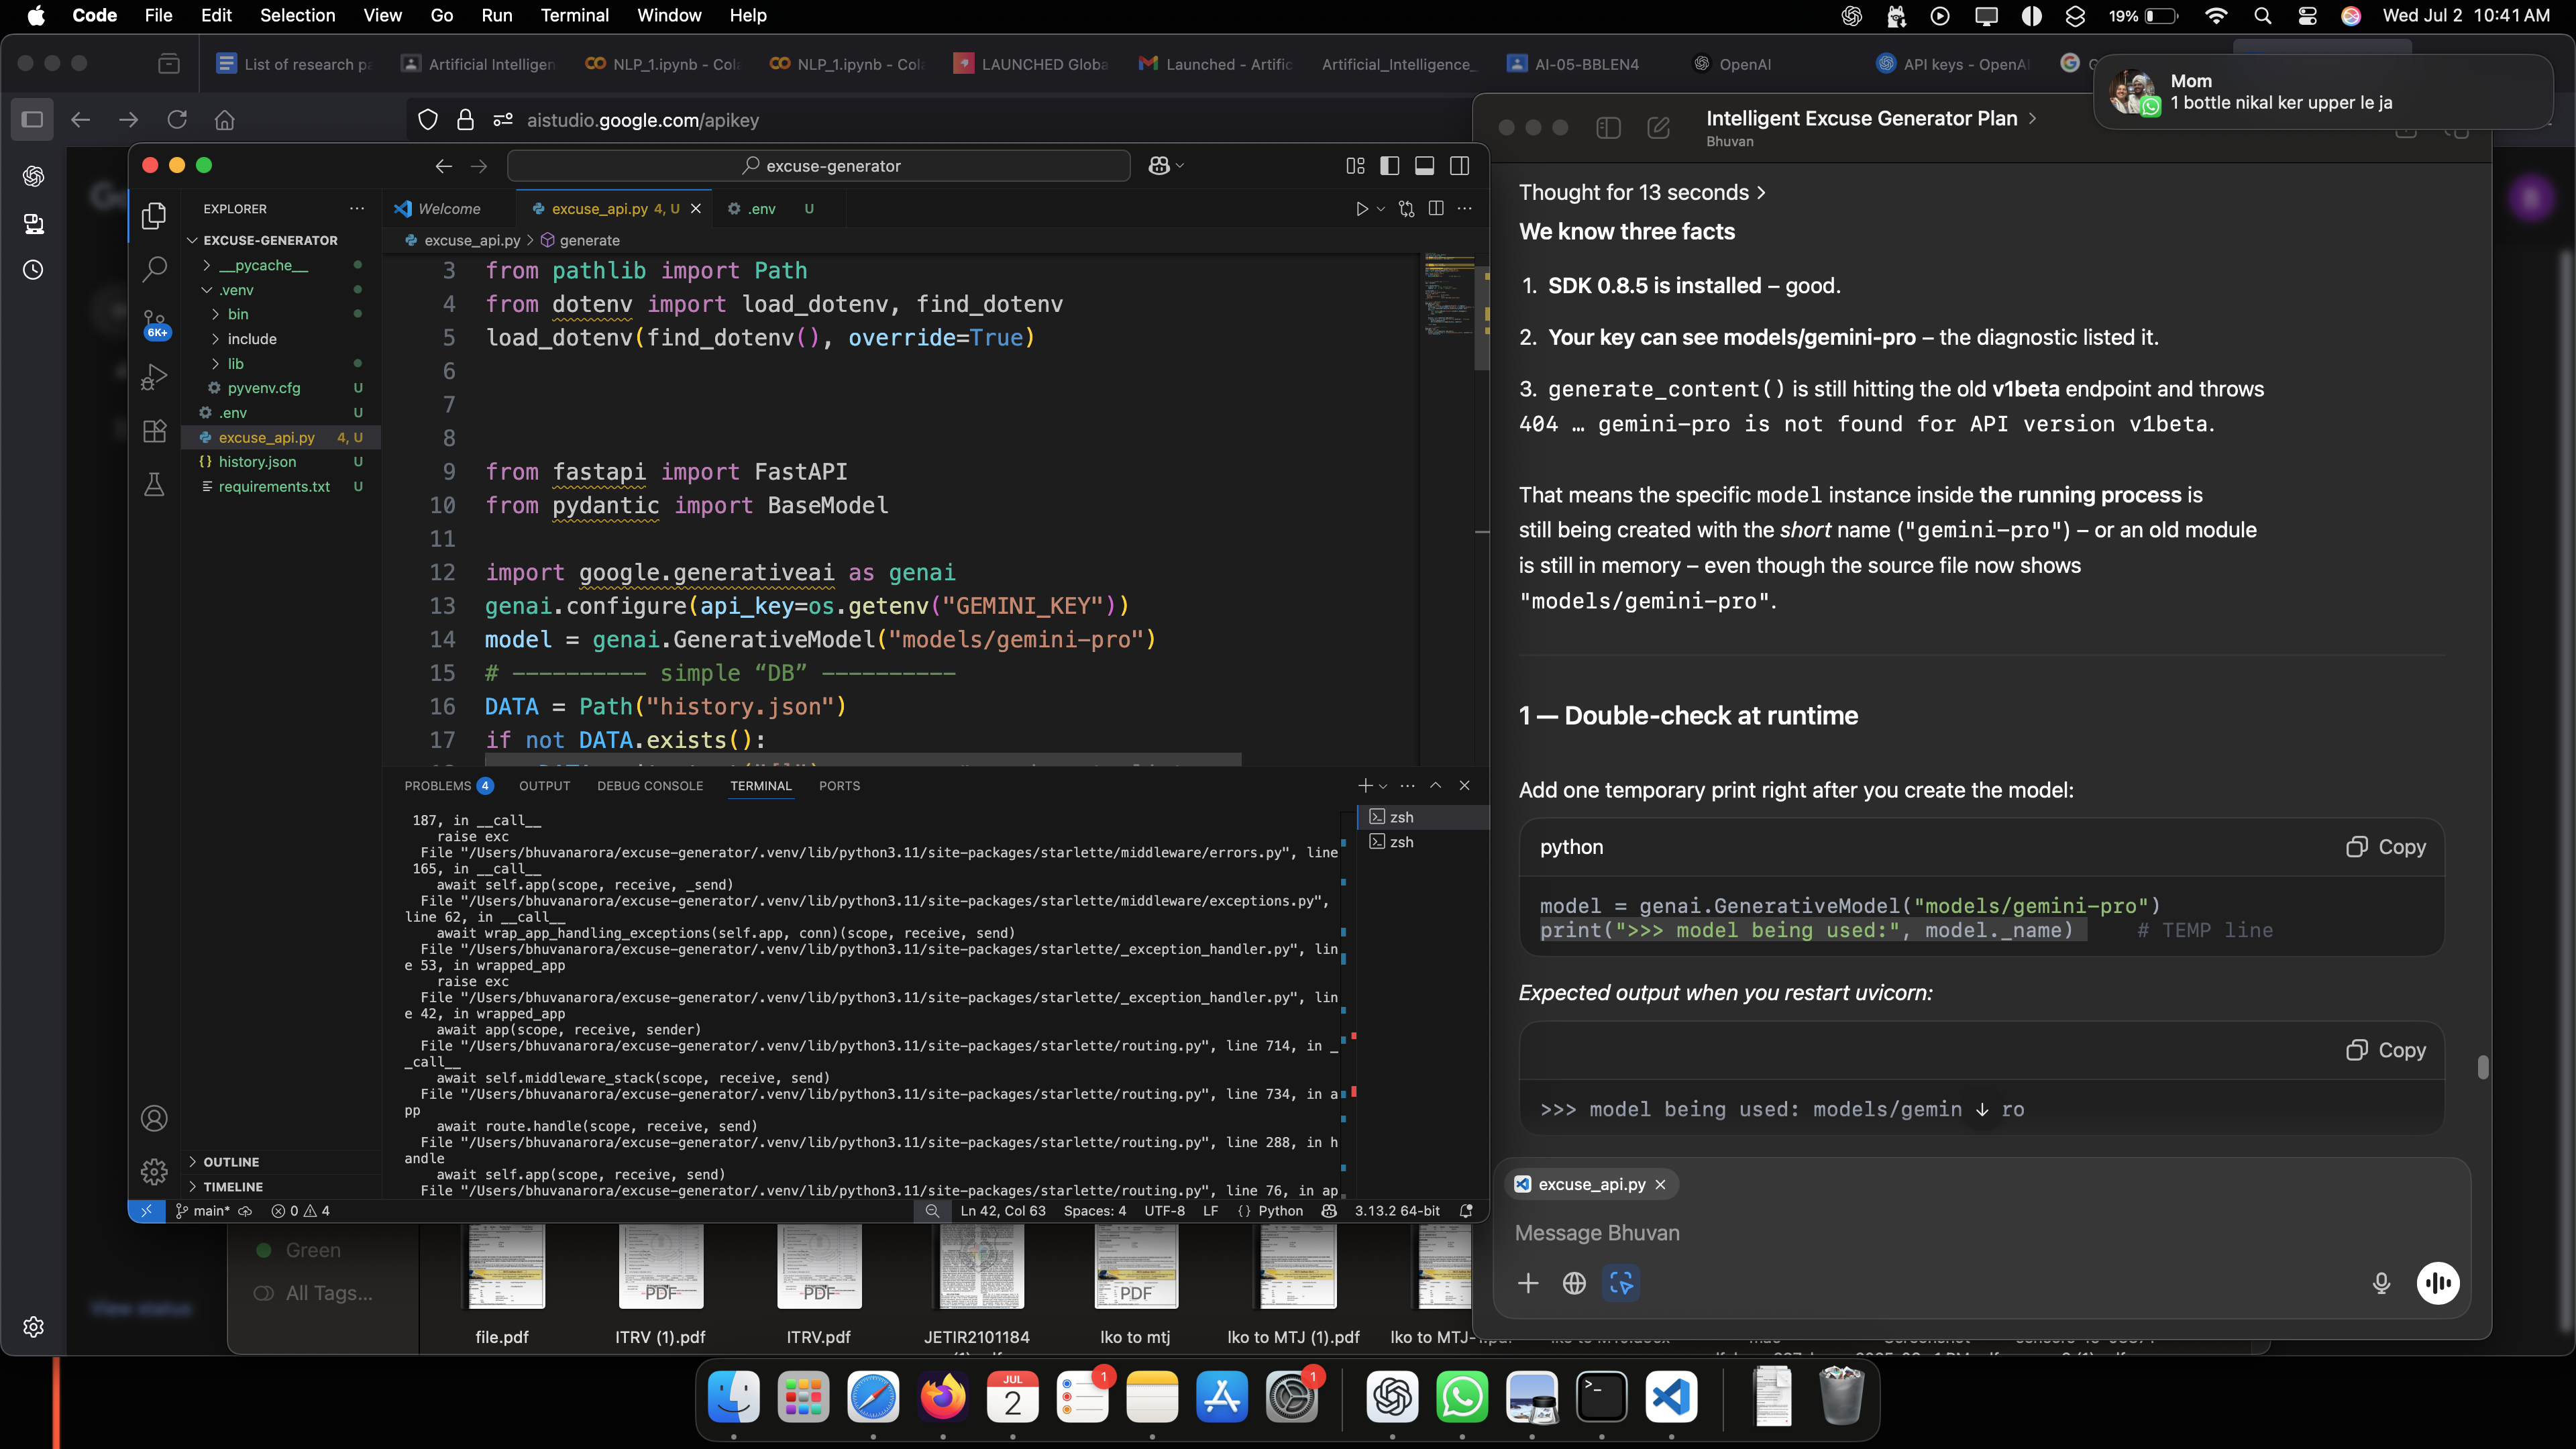 Code File Edit Selection View Go Run Terminal Window Help
19% Wed Jul 2 10:41 AM
List of research pa
Artificial Intelligen
NLP_1.ipynb - Cola
NLP_1.ipynb - Cola
LAUNCHED Globa
Launched - Artific
Artificial_Intelligence_
AI-05-BBLEN4
OpenAI
API keys - OpenAI
aistudio.google.com/apikey
Mom
1 bottle nikal ker upper le ja
excuse-generator
EXPLORER
EXCUSE-GENERATOR
__pycache__
.venv
bin
include
lib
pyvenv.cfg U
.env U
excuse_api.py 4, U
history.json U
requirements.txt U
OUTLINE
TIMELINE
Welcome
excuse_api.py 4, U
.env U
excuse_api.py > generate
3 from pathlib import Path
4 from dotenv import load_dotenv, find_dotenv
5 load_dotenv(find_dotenv(), override=True)
6
7
8
9 from fastapi import FastAPI
10 from pydantic import BaseModel
11
12 import google.generativeai as genai
13 genai.configure(api_key=os.getenv("GEMINI_KEY"))
14 model = genai.GenerativeModel("models/gemini-pro")
15 # ---------- simple “DB” ----------
16 DATA = Path("history.json")
17 if not DATA.exists():
6K+
PROBLEMS 4 OUTPUT DEBUG CONSOLE TERMINAL PORTS
zsh
zsh
187, in __call__
raise exc
File "/Users/bhuvanarora/excuse-generator/.venv/lib/python3.11/site-packages/starlette/middleware/errors.py", line
165, in __call__
await self.app(scope, receive, _send)
File "/Users/bhuvanarora/excuse-generator/.venv/lib/python3.11/site-packages/starlette/middleware/exceptions.py",
line 62, in __call__
await wrap_app_handling_exceptions(self.app, conn)(scope, receive, send)
File "/Users/bhuvanarora/excuse-generator/.venv/lib/python3.11/site-packages/starlette/_exception_handler.py", lin
e 53, in wrapped_app
raise exc
File "/Users/bhuvanarora/excuse-generator/.venv/lib/python3.11/site-packages/starlette/_exception_handler.py", lin
e 42, in wrapped_app
await app(scope, receive, sender)
File "/Users/bhuvanarora/excuse-generator/.venv/lib/python3.11/site-packages/starlette/routing.py", line 714, in _
_call__
await self.middleware_stack(scope, receive, send)
File "/Users/bhuvanarora/excuse-generator/.venv/lib/python3.11/site-packages/starlette/routing.py", line 734, in a
pp
await route.handle(scope, receive, send)
File "/Users/bhuvanarora/excuse-generator/.venv/lib/python3.11/site-packages/starlette/routing.py", line 288, in h
andle
await self.app(scope, receive, send)
File "/Users/bhuvanarora/excuse-generator/.venv/lib/python3.11/site-packages/starlette/routing.py", line 76, in ap
main* 0 4
Ln 42, Col 63 Spaces: 4 UTF-8 LF {} Python 3.13.2 64-bit
Intelligent Excuse Generator Plan >
Bhuvan
Thought for 13 seconds >
We know three facts
1. SDK 0.8.5 is installed – good.
2. Your key can see models/gemini-pro – the diagnostic listed it.
3. generate_content() is still hitting the old v1beta endpoint and throws
404 … gemini-pro is not found for API version v1beta.
That means the specific model instance inside the running process is
still being created with the short name ("gemini-pro") – or an old module
is still in memory – even though the source file now shows
"models/gemini-pro".
1 — Double-check at runtime
Add one temporary print right after you create the model:
python Copy
model = genai.GenerativeModel("models/gemini-pro")
print(">>> model being used:", model._name) # TEMP line
Expected output when you restart uvicorn:
Copy
>>> model being used: models/gemin ro
excuse_api.py
Message Bhuvan
View status
Green
All Tags...
PDF
PDF
PDF
file.pdf
ITRV (1).pdf
ITRV.pdf
JETIR2101184
lko to mtj
lko to MTJ (1).pdf
JUL
2
1
1